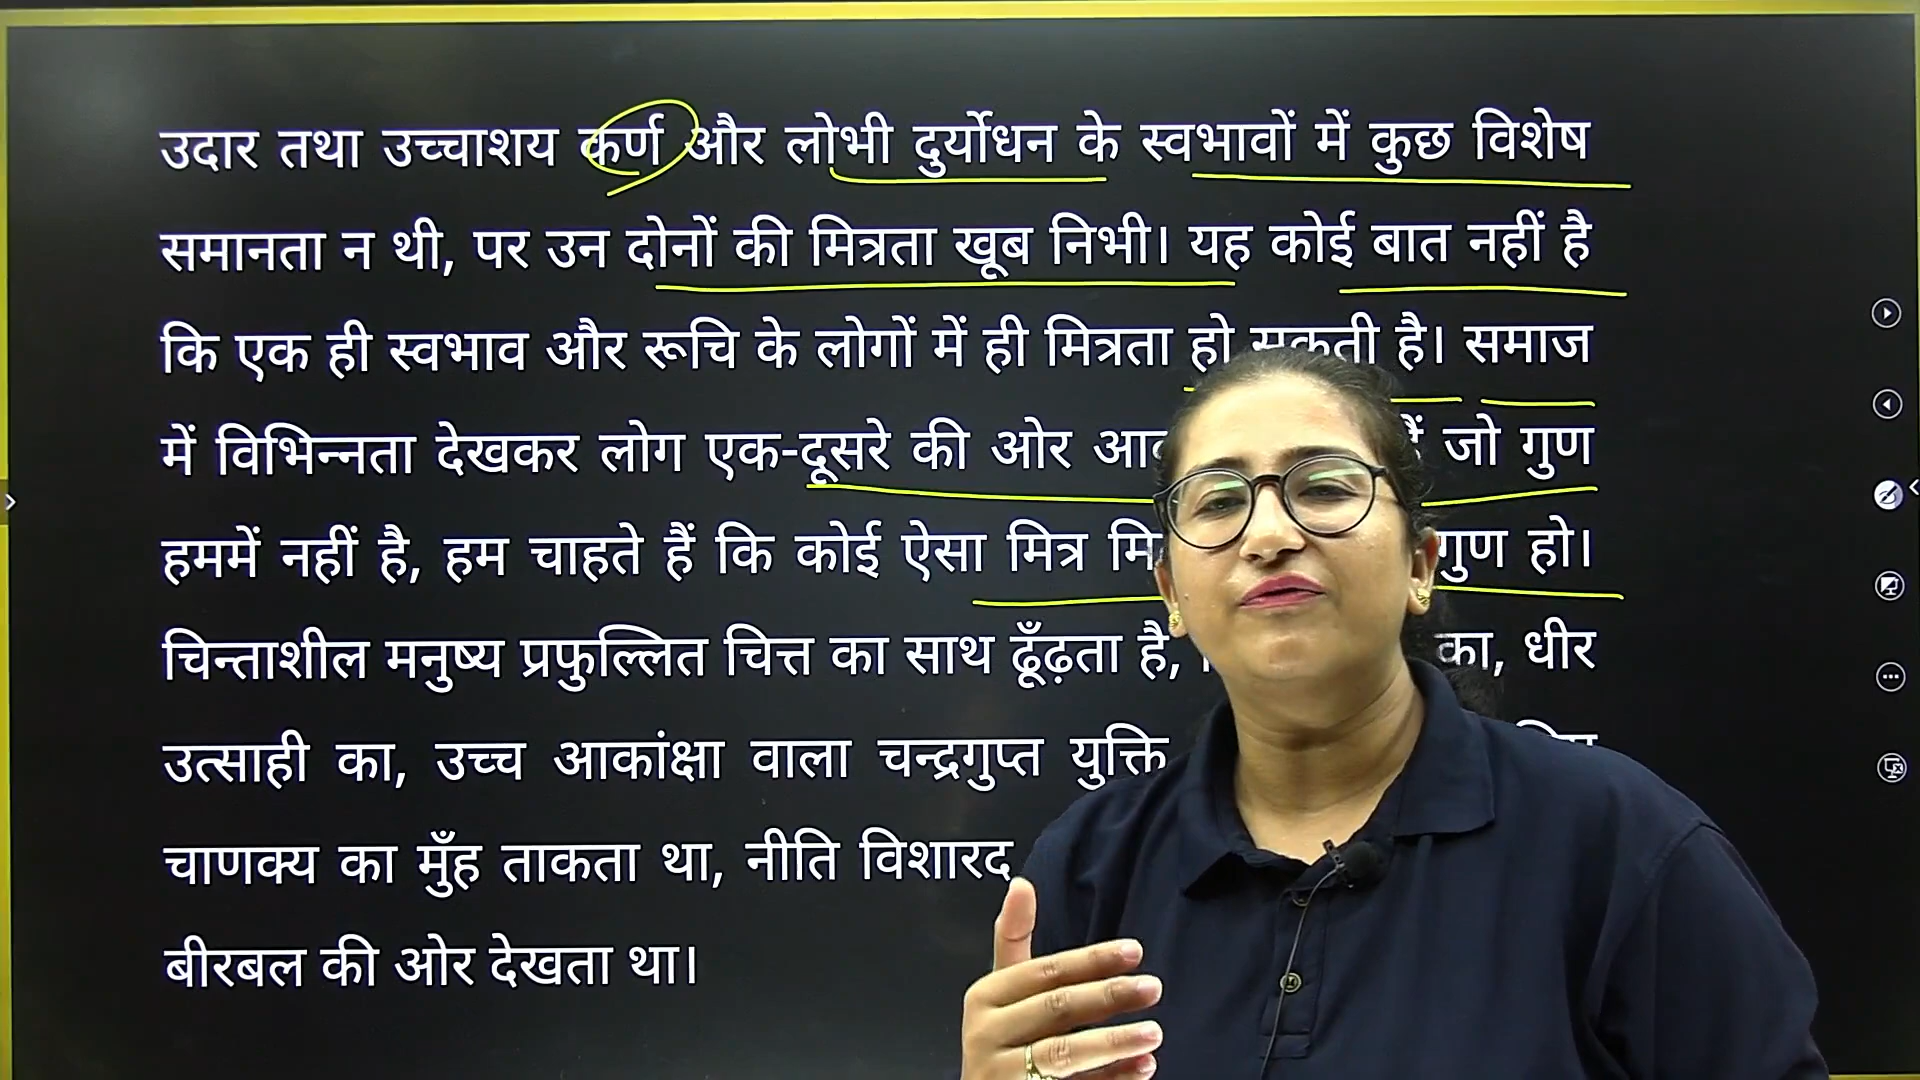 उदार तथा उच्चाशय कर्ण और लोभी दुर्योधन के स्वभावों में कुछ विशेष
समानता न थी, पर उन दोनों की मित्रता खूब निभी। यह कोई बात नहीं है
कि एक ही स्वभाव और रूचि के लोगों में ही मित्रता हो सकती है। समाज
में विभिन्नता देखकर लोग एक-दूसरे की ओर जो गुण
हममें नहीं है, हम चाहते हैं कि कोई ऐसा मित्र गुण हो।
चिन्ताशील मनुष्य प्रफुल्लित चित्त का साथ ढूँढ़ता है, का, धीर
उत्साही का, उच्च आकांक्षा वाला चन्द्रगुप्त युक्ति
चाणक्य का मुँह ताकता था, नीति विशारद
बीरबल की ओर देखता था।